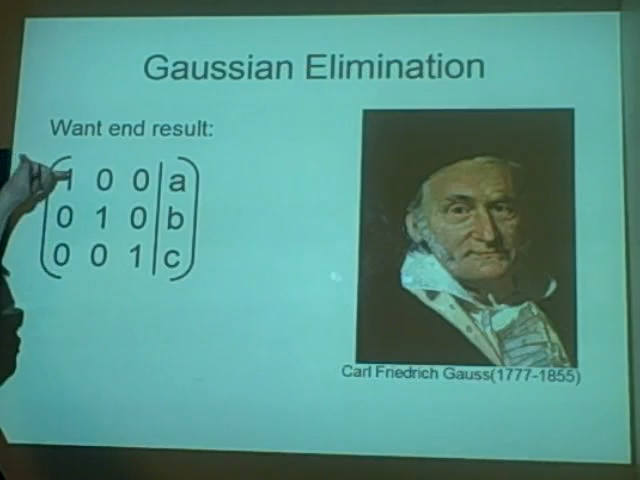 Gaussian Elimination
Want end result:
1 0 0 | a
0 1 0 | b
0 0 1 | c
Carl Friedrich Gauss(1777-1855)